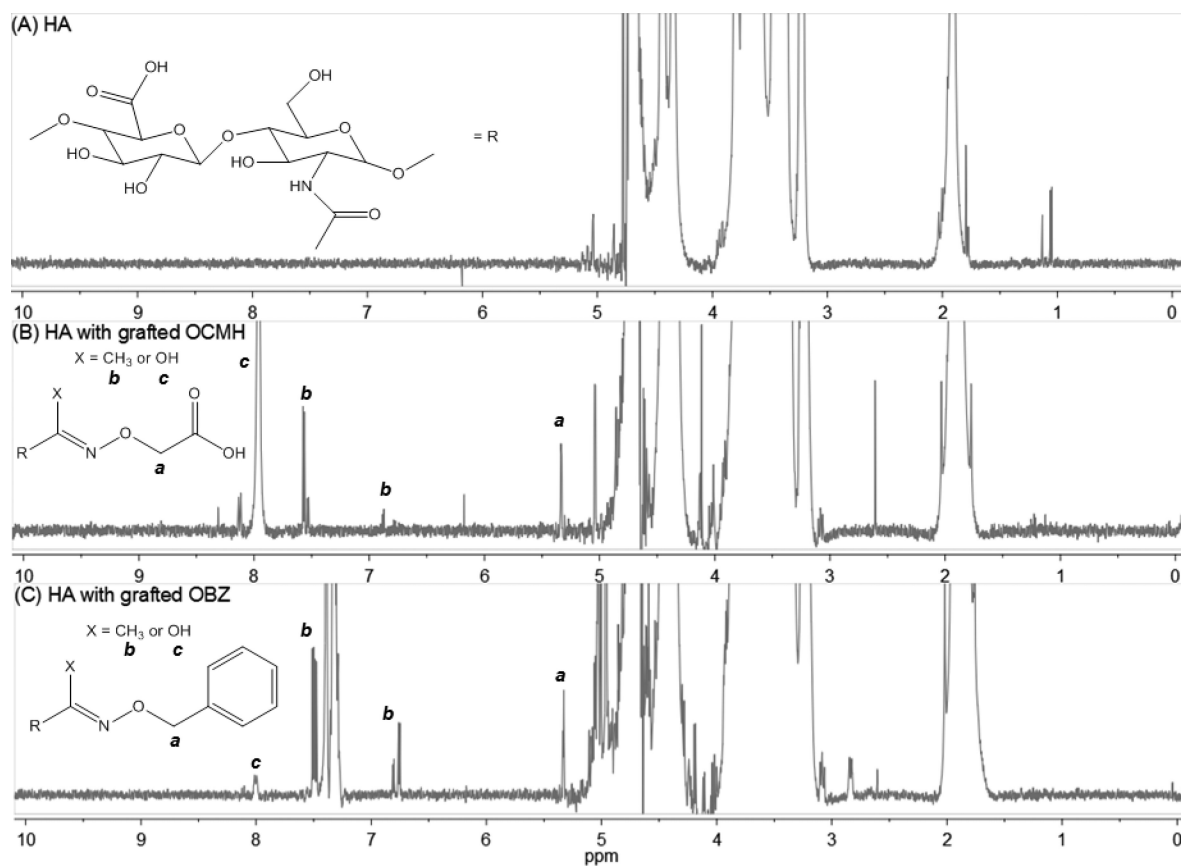 (A) HA
OH
O
OH
HO
O
O
O
O
O
HO
OH
HO
HN
O
= R
10 9 8 7 6 5 4 3 2 1 0
(B) HA with grafted OCMH
X = CH₃ or OH
b c
c
b
b
a
X
O
R
N
O
OH
a
10 9 8 7 6 5 4 3 2 1 0
(C) HA with grafted OBZ
X = CH₃ or OH
b c
b
b
a
X
R
N
O
a
c
10 9 8 7 6 5 4 3 2 1 0
ppm